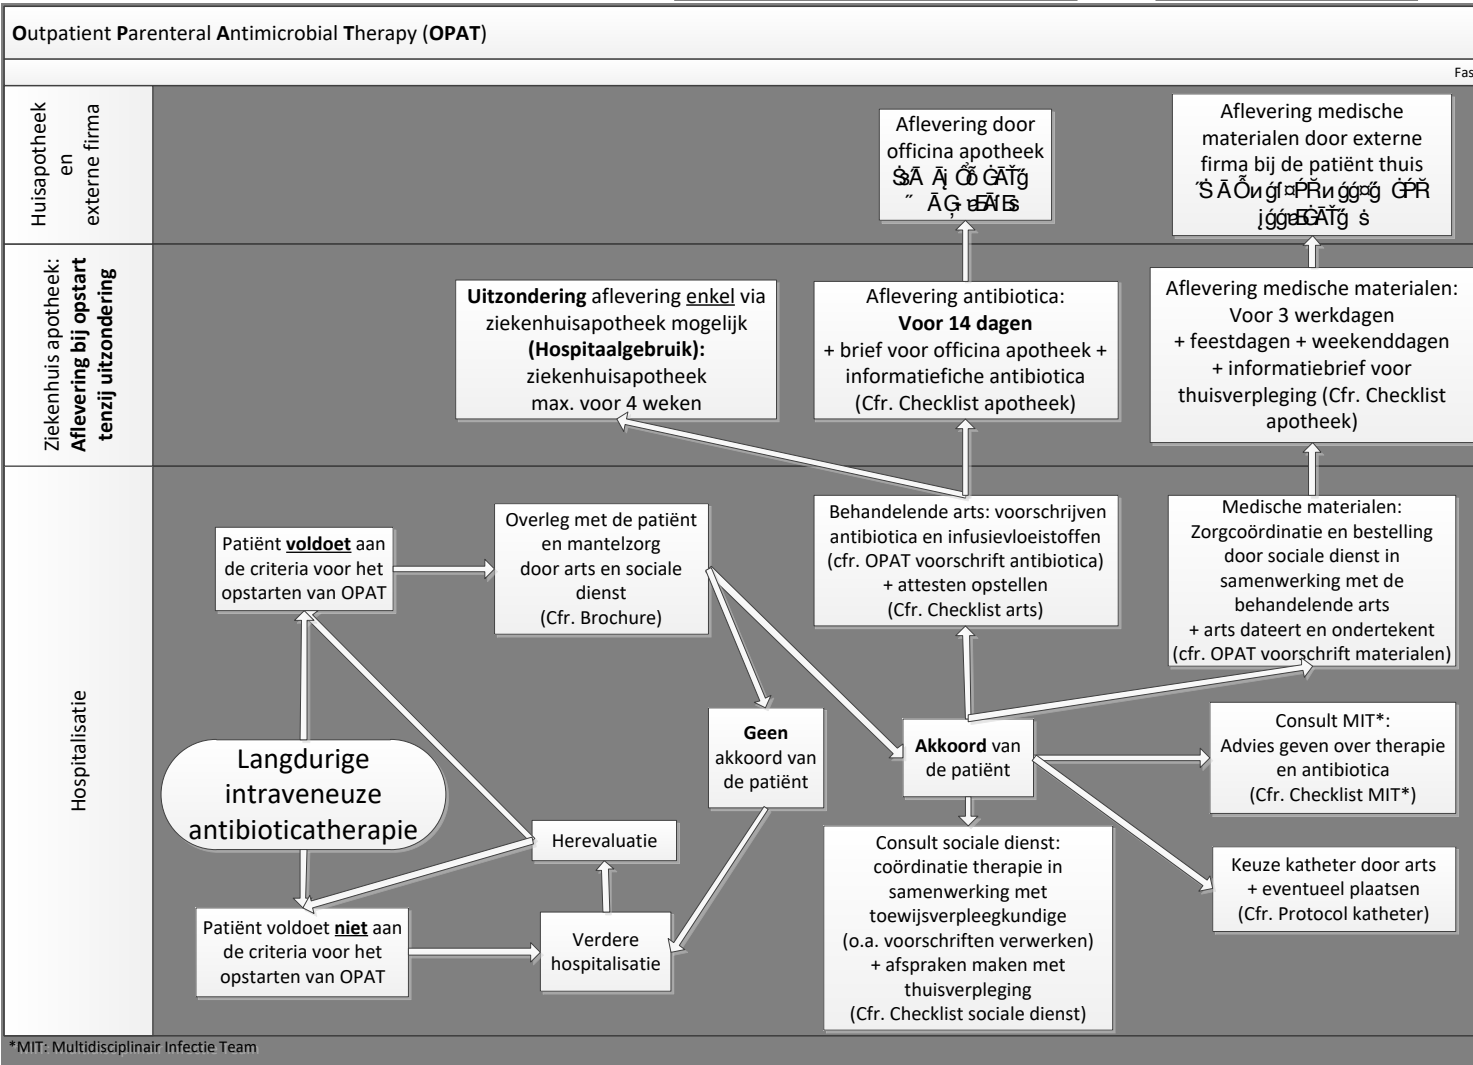 Outpatient Parenteral Antimicrobial Therapy (OPAT)
Fas
Huisapotheek
en
externe firma
Aflevering door
officina apotheek
Aflevering medische
materialen door externe
firma bij de patiënt thuis
Ziekenhuis apotheek:
Aflevering bij opstart
tenzij uitzondering
Uitzondering aflevering enkel via
ziekenhuisapotheek mogelijk
(Hospitaalgebruik):
ziekenhuisapotheek
max. voor 4 weken
Aflevering antibiotica:
Voor 14 dagen
+ brief voor officina apotheek +
informatiefiche antibiotica
(Cfr. Checklist apotheek)
Aflevering medische materialen:
Voor 3 werkdagen
+ feestdagen + weekenddagen
+ informatiebrief voor
thuisverpleging (Cfr. Checklist
apotheek)
Hospitalisatie
Patiënt voldoet aan
de criteria voor het
opstarten van OPAT
Overleg met de patiënt
en mantelzorg
door arts en sociale
dienst
(Cfr. Brochure)
Behandelende arts: voorschrijven
antibiotica en infusievloeistoffen
(cfr. OPAT voorschrift antibiotica)
+ attesten opstellen
(Cfr. Checklist arts)
Medische materialen:
Zorgcoördinatie en bestelling
door sociale dienst in
samenwerking met de
behandelende arts
+ arts dateert en ondertekent
(cfr. OPAT voorschrift materialen)
Langdurige
intraveneuze
antibioticatherapie
Geen
akkoord van
de patiënt
Akkoord van
de patiënt
Consult MIT*:
Advies geven over therapie
en antibiotica
(Cfr. Checklist MIT*)
Herevaluatie
Consult sociale dienst:
coördinatie therapie in
samenwerking met
toewijsverpleegkundige
(o.a. voorschriften verwerken)
+ afspraken maken met
thuisverpleging
(Cfr. Checklist sociale dienst)
Keuze katheter door arts
+ eventueel plaatsen
(Cfr. Protocol katheter)
Patiënt voldoet niet aan
de criteria voor het
opstarten van OPAT
Verdere
hospitalisatie
*MIT: Multidisciplinair Infectie Team